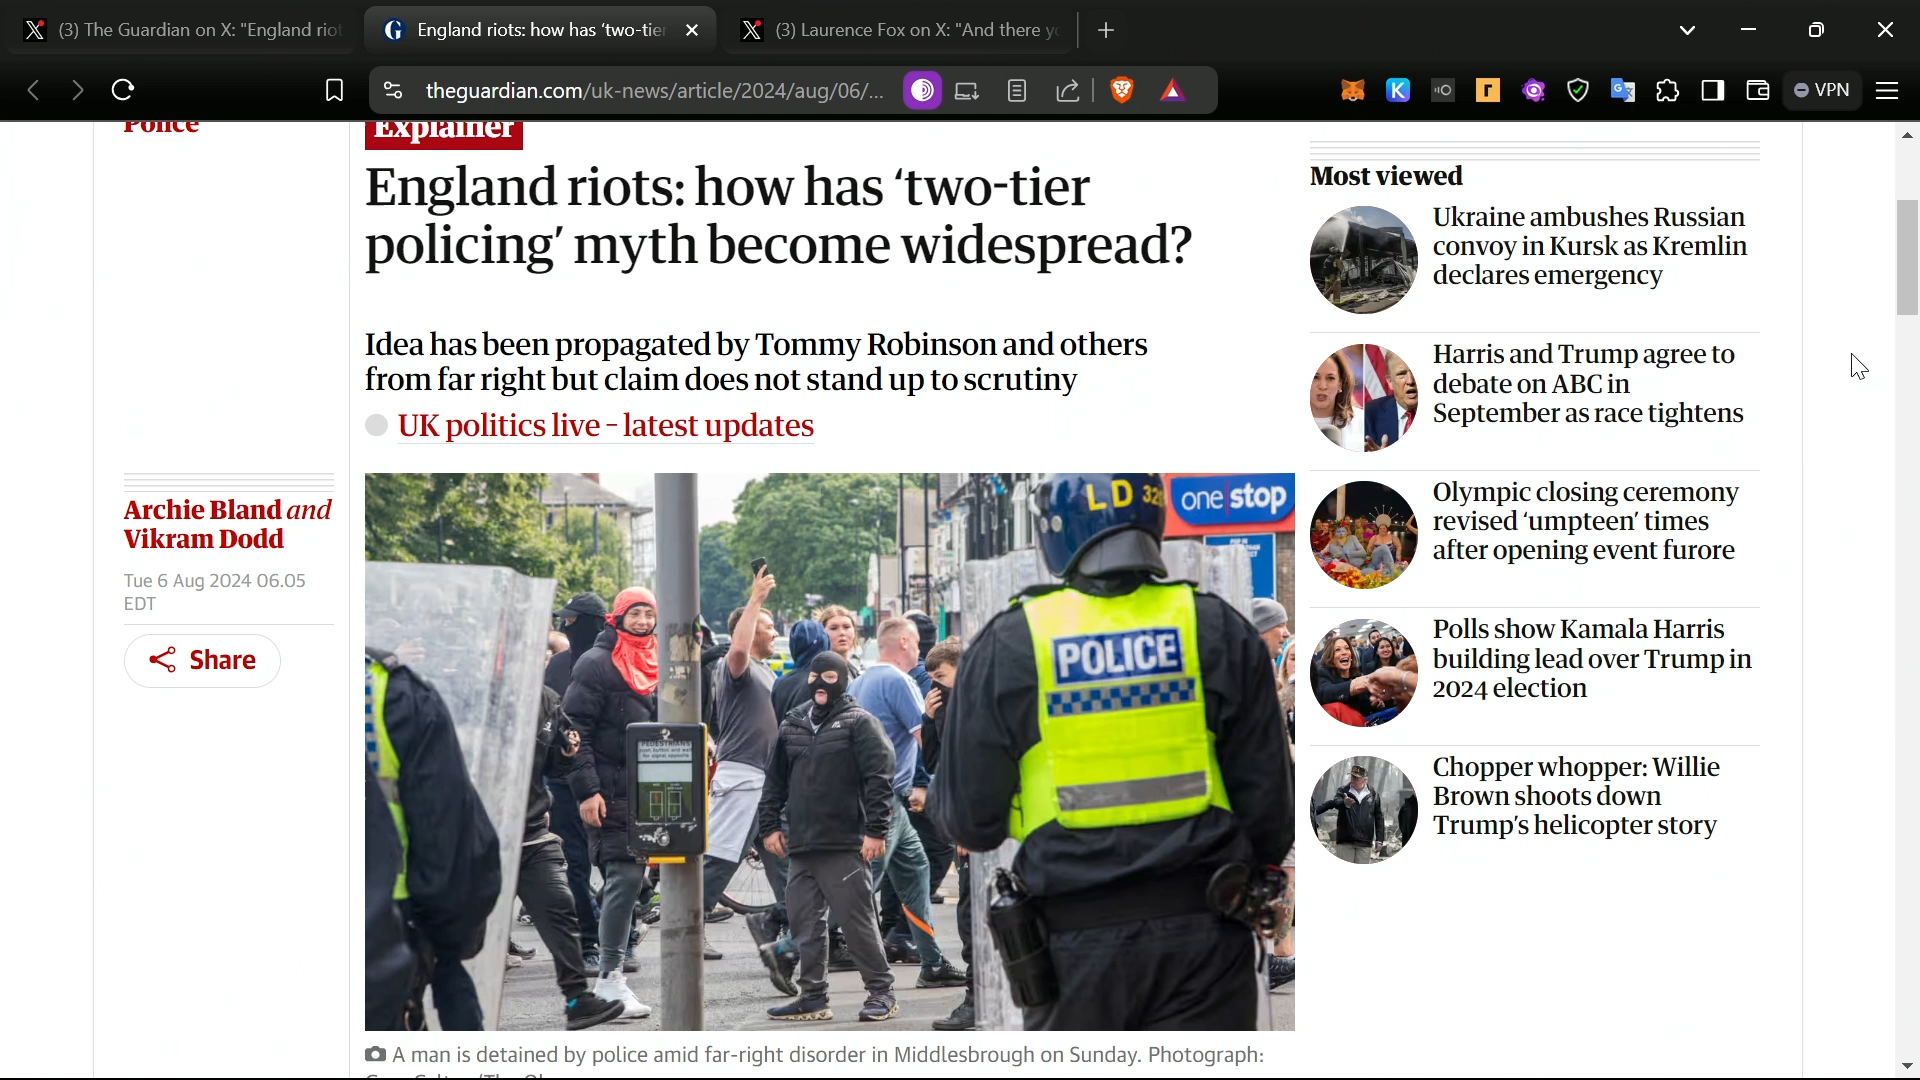 (3) The Guardian on X: "England riot
England riots: how has ‘two-tier
(3) Laurence Fox on X: "And there yo
theguardian.com/uk-news/article/2024/aug/06/...
VPN
Police
Explainer
England riots: how has ‘two-tier
policing’ myth become widespread?
Idea has been propagated by Tommy Robinson and others
from far right but claim does not stand up to scrutiny
UK politics live – latest updates
Archie Bland and
Vikram Dodd
Tue 6 Aug 2024 06.05
EDT
Share
LD 32
one stop
POLICE
PEDESTRIANS
A man is detained by police amid far-right disorder in Middlesbrough on Sunday. Photograph:
Most viewed
Ukraine ambushes Russian
convoy in Kursk as Kremlin
declares emergency
Harris and Trump agree to
debate on ABC in
September as race tightens
Olympic closing ceremony
revised ‘umpteen’ times
after opening event furore
Polls show Kamala Harris
building lead over Trump in
2024 election
Chopper whopper: Willie
Brown shoots down
Trump’s helicopter story